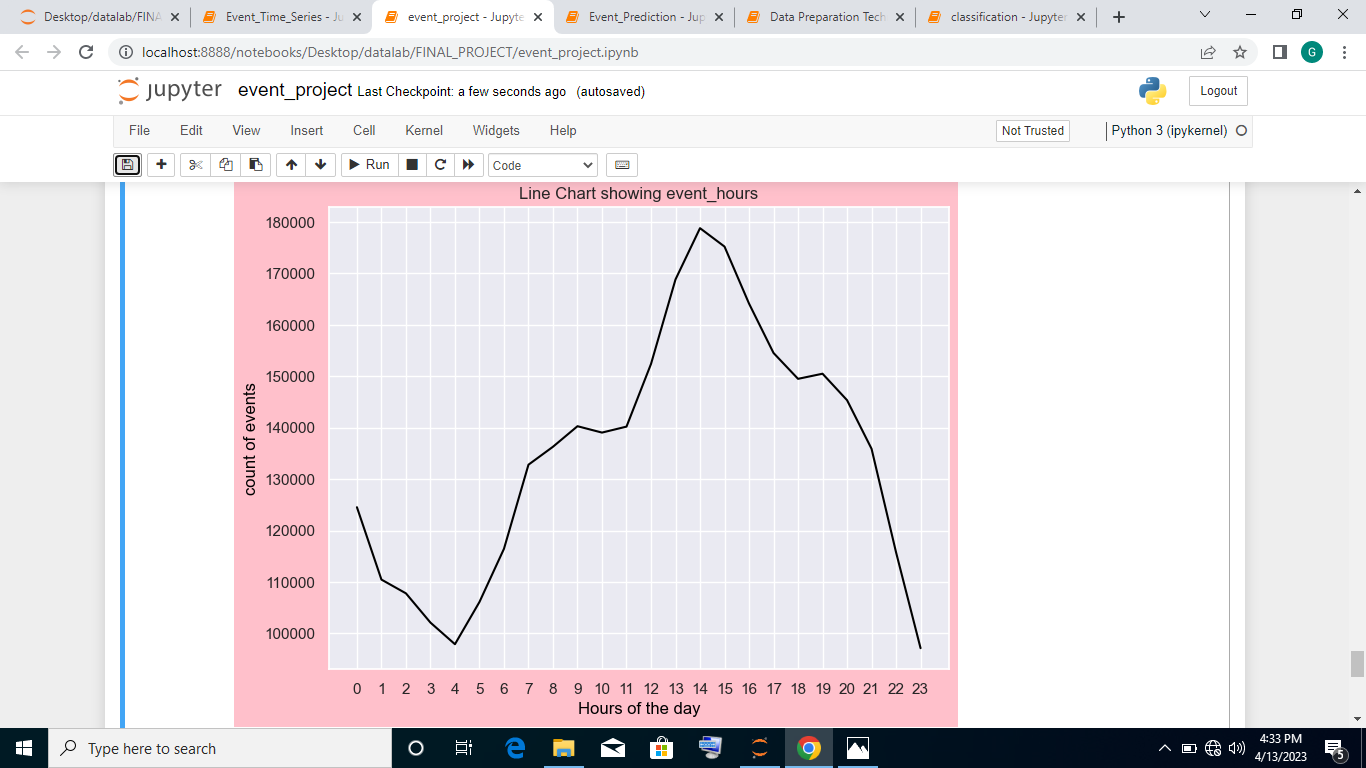 Desktop/datalab/FINA
Event_Time_Series - Ju
event_project - Jupyte
Event_Prediction - Jup
Data Preparation Tech
classification - Jupyter
localhost:8888/notebooks/Desktop/datalab/FINAL_PROJECT/event_project.ipynb
G
jupyter event_project Last Checkpoint: a few seconds ago (autosaved)
Logout
File Edit View Insert Cell Kernel Widgets Help
Not Trusted
Python 3 (ipykernel)
Run
Code
Line Chart showing event_hours
180000
170000
160000
150000
140000
130000
120000
110000
100000
count of events
0 1 2 3 4 5 6 7 8 9 10 11 12 13 14 15 16 17 18 19 20 21 22 23
Hours of the day
Type here to search
4:33 PM
4/13/2023
5